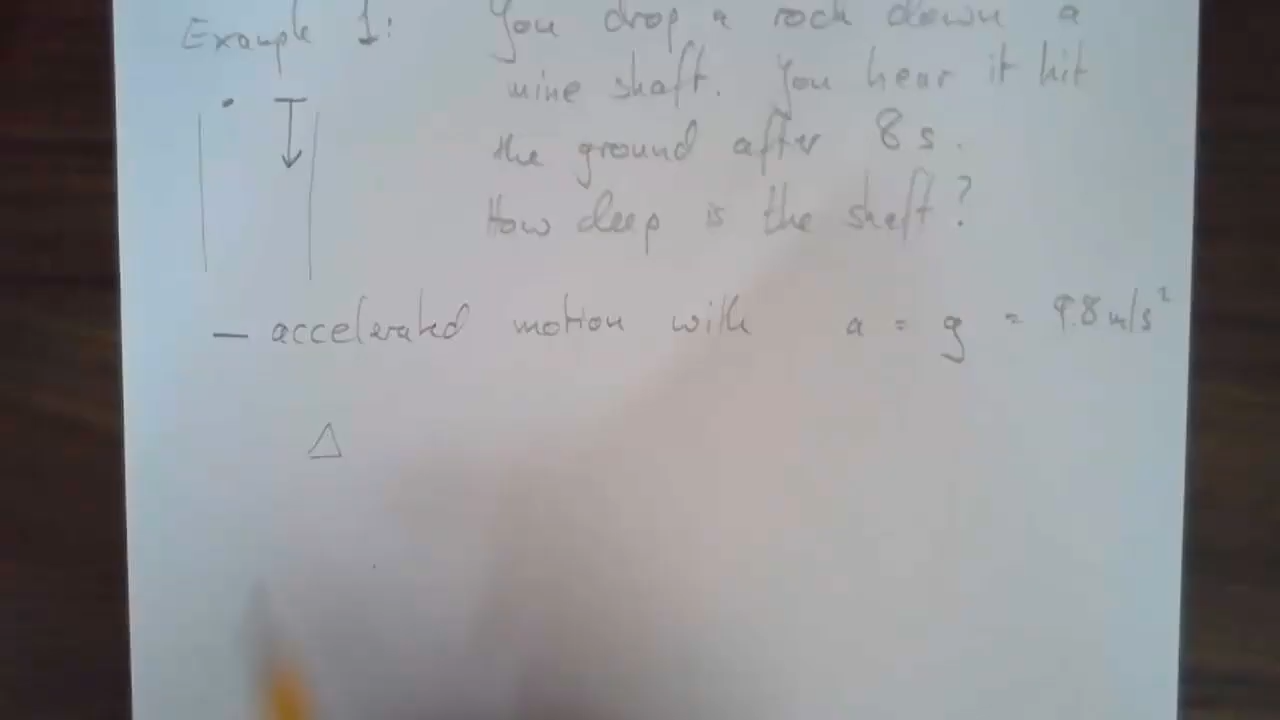 Example 1: You drop a rock down a
mine shaft. You hear it hit
the ground after 8 s.
How deep is the shaft?
— accelerated motion with a = g = 9.8 m/s²
Δ